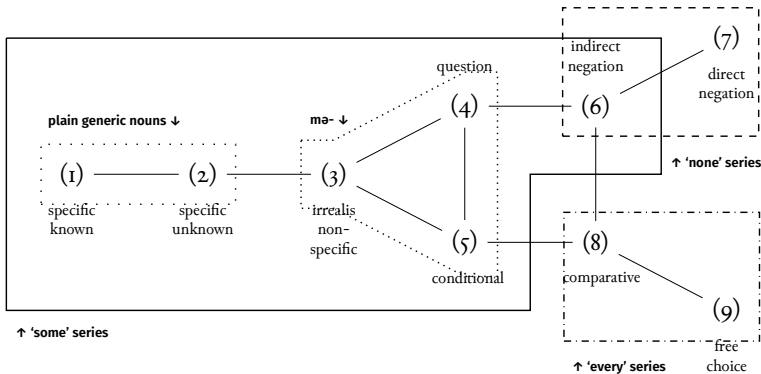 (7)
indirect
negation
direct
negation
question
(4)
(6)
plain generic nouns ↓
mə- ↓
↑ ‘none’ series
(1)
(2)
(3)
specific
known
specific
unknown
irrealis
non-
specific
(5)
(8)
conditional
comparative
(9)
↑ ‘some’ series
free
choice
↑ ‘every’ series